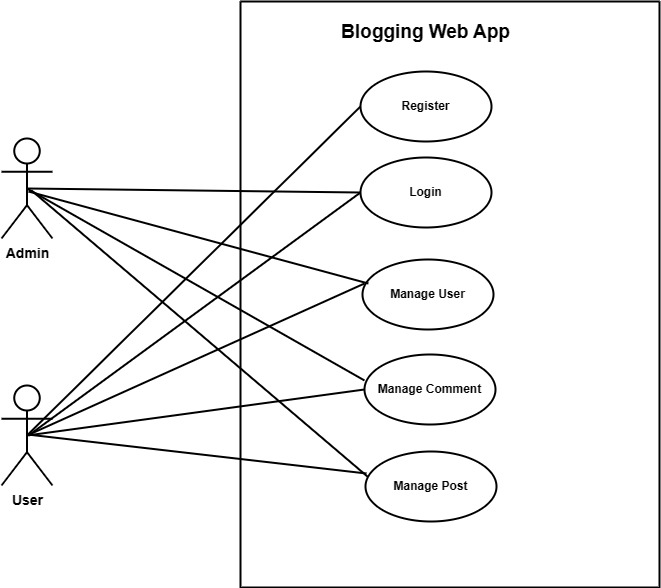 Blogging Web App
Register
Login
Admin
Manage User
Manage Comment
Manage Post
User